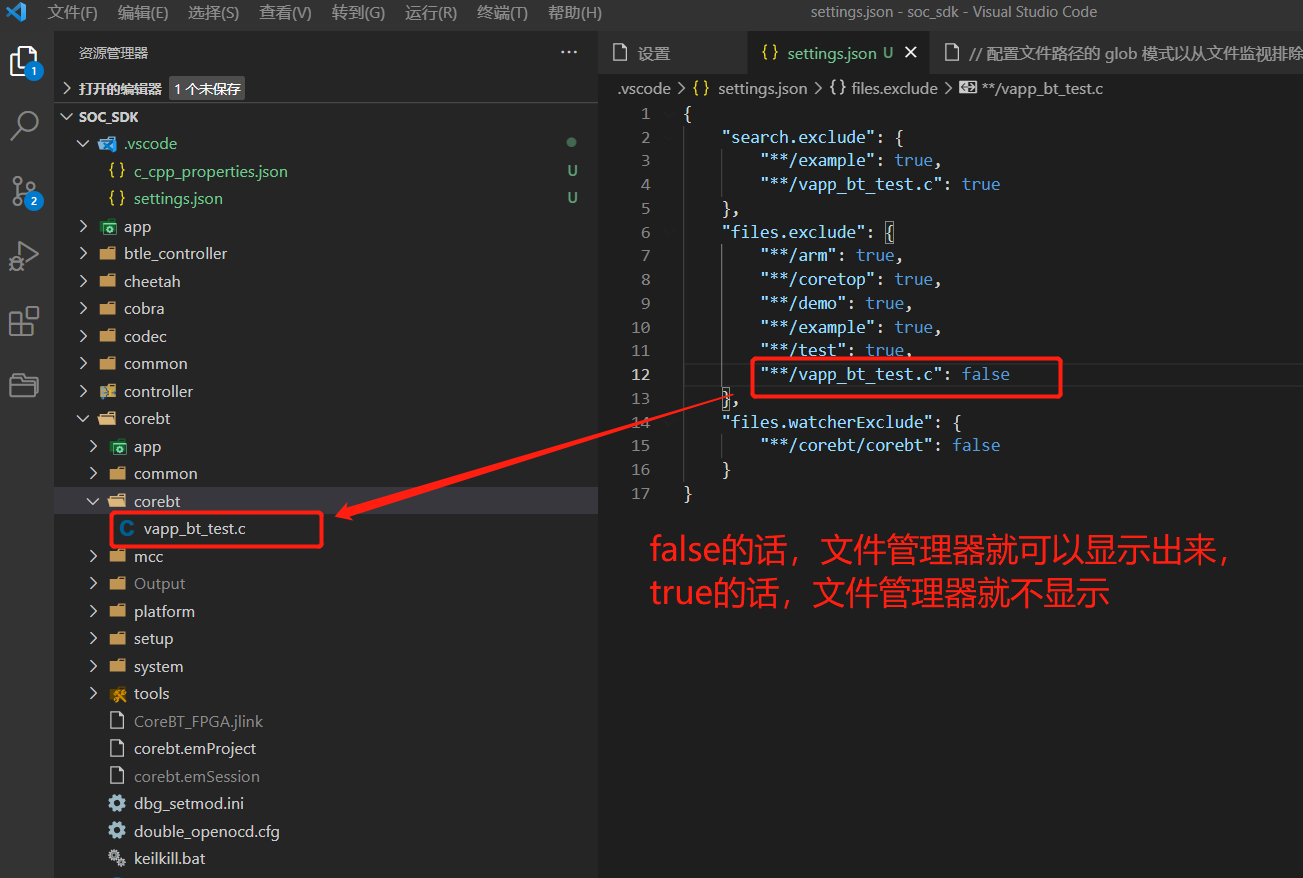 文件(F) 编辑(E) 选择(S) 查看(V) 转到(G) 运行(R) 终端(T) 帮助(H) settings.json - soc_sdk - Visual Studio Code
资源管理器 ···
打开的编辑器 1 个未保存
SOC_SDK
.vscode
c_cpp_properties.json U
settings.json U
app
btle_controller
cheetah
cobra
codec
common
controller
corebt
app
common
corebt
vapp_bt_test.c
mcc
Output
platform
setup
system
tools
CoreBT_FPGA.jlink
corebt.emProject
corebt.emSession
dbg_setmod.ini
double_openocd.cfg
keilkill.bat
1
2
设置 {} settings.json U × // 配置文件路径的 glob 模式以从文件监视排除
.vscode > {} settings.json > {} files.exclude > **/vapp_bt_test.c
1 {
2 "search.exclude": {
3 "**/example": true,
4 "**/vapp_bt_test.c": true
5 },
6 "files.exclude": {
7 "**/arm": true,
8 "**/coretop": true,
9 "**/demo": true,
10 "**/example": true,
11 "**/test": true,
12 "**/vapp_bt_test.c": false
13 },
14 "files.watcherExclude": {
15 "**/corebt/corebt": false
16 }
17 }
false的话，文件管理器就可以显示出来，
true的话，文件管理器就不显示